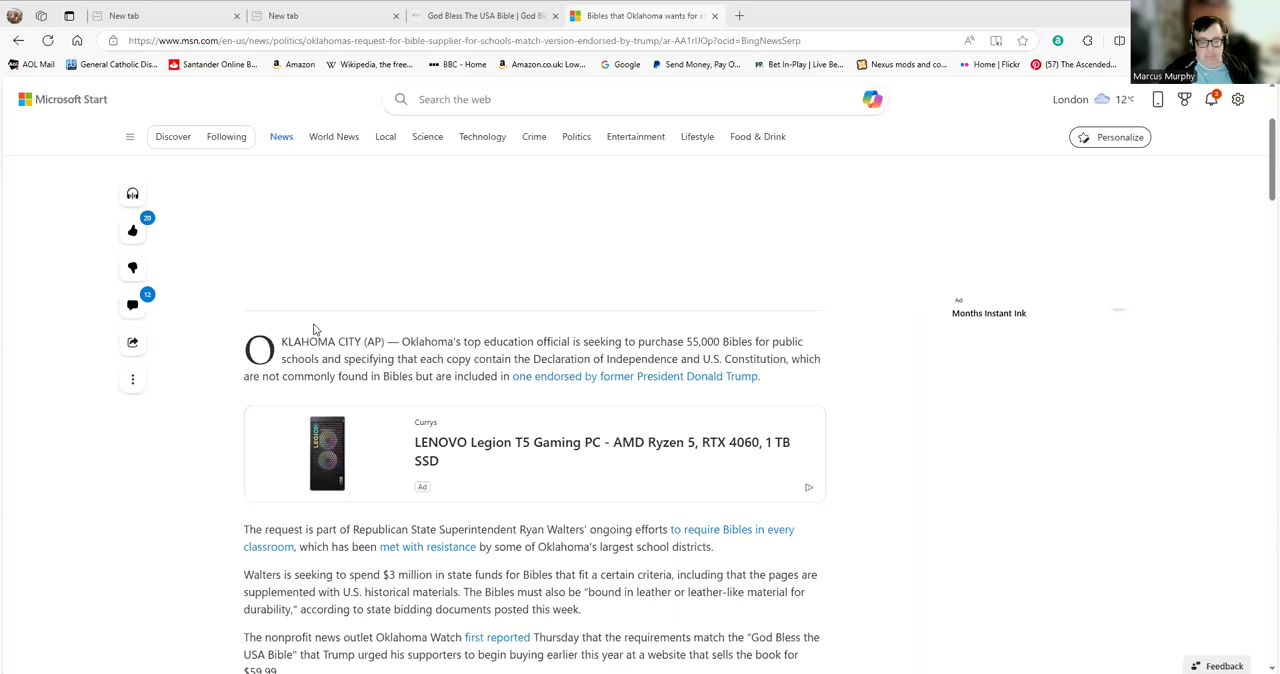 New tab
New tab
God Bless The USA Bible | God Bl
Bibles that Oklahoma wants for s
https://www.msn.com/en-us/news/politics/oklahomas-request-for-bible-supplier-for-schools-match-version-endorsed-by-trump/ar-AA1rIJOp?ocid=BingNewsSerp
AOL Mail
General Catholic Dis...
Santander Online B...
Amazon
Wikipedia, the free...
BBC - Home
Amazon.co.uk: Low...
Google
Send Money, Pay O...
Bet In-Play | Live Be...
Nexus mods and co...
Home | Flickr
(57) The Ascended...
Marcus Murphy
Microsoft Start
Search the web
London
12°C
2
Discover
Following
News
World News
Local
Science
Technology
Crime
Politics
Entertainment
Lifestyle
Food & Drink
Personalize
20
12
Ad
Months Instant Ink
OKLAHOMA CITY (AP) — Oklahoma's top education official is seeking to purchase 55,000 Bibles for public
schools and specifying that each copy contain the Declaration of Independence and U.S. Constitution, which
are not commonly found in Bibles but are included in one endorsed by former President Donald Trump.
Currys
LENOVO Legion T5 Gaming PC - AMD Ryzen 5, RTX 4060, 1 TB
SSD
Ad
The request is part of Republican State Superintendent Ryan Walters' ongoing efforts to require Bibles in every
classroom, which has been met with resistance by some of Oklahoma's largest school districts.
Walters is seeking to spend $3 million in state funds for Bibles that fit a certain criteria, including that the pages are
supplemented with U.S. historical materials. The Bibles must also be “bound in leather or leather-like material for
durability,” according to state bidding documents posted this week.
The nonprofit news outlet Oklahoma Watch first reported Thursday that the requirements match the “God Bless the
USA Bible” that Trump urged his supporters to begin buying earlier this year at a website that sells the book for
$59.99.
Feedback